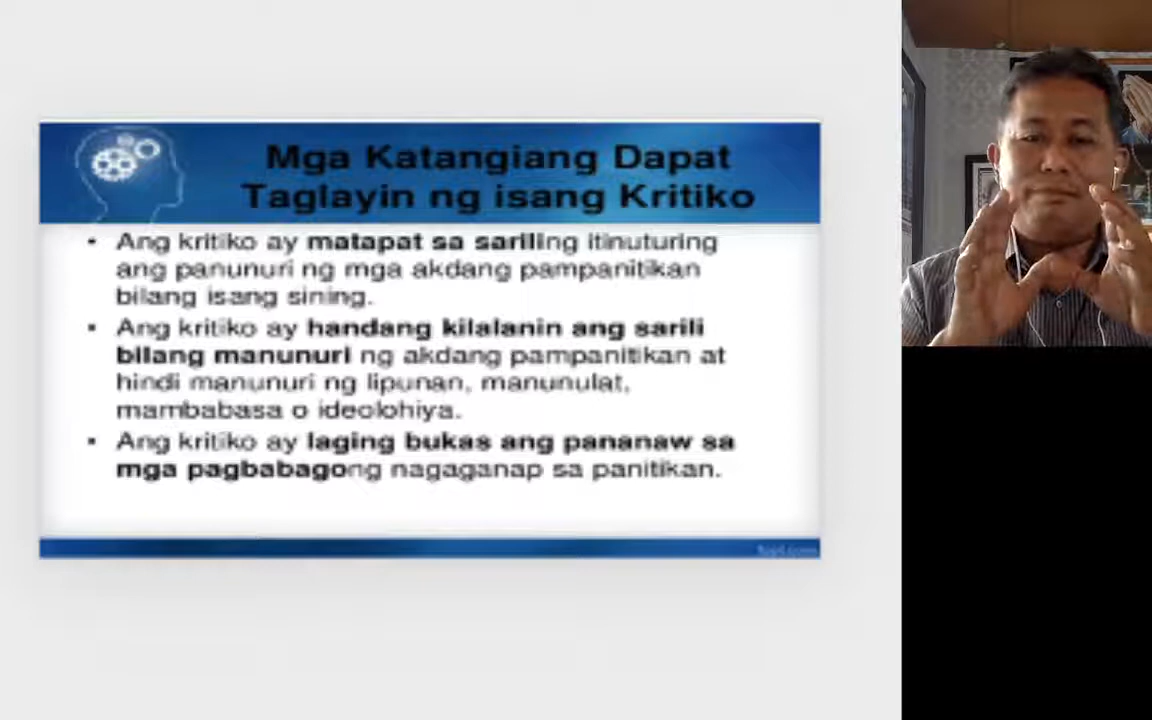 Mga Katangiang Dapat
Taglayin ng isang Kritiko
• Ang kritiko ay matapat sa sariling itinuturing
ang panunuri ng mga akdang pampanitikan
bilang isang sining.
• Ang kritiko ay handang kilalanin ang sarili
bilang manunuri ng akdang pampanitikan at
hindi manunuri ng lipunan, manunulat,
mambabasa o ideolohiya.
• Ang kritiko ay laging bukas ang pananaw sa
mga pagbabagong nagaganap sa panitikan.